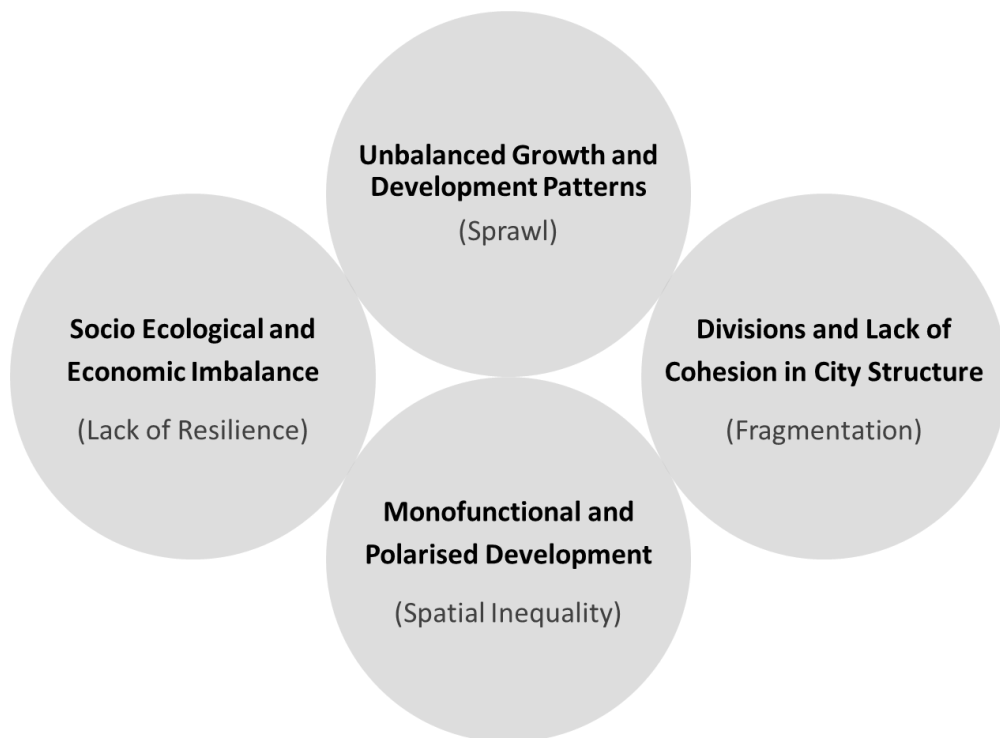 Unbalanced Growth and
Development Patterns
(Sprawl)
Socio Ecological and
Economic Imbalance
(Lack of Resilience)
Divisions and Lack of
Cohesion in City Structure
(Fragmentation)
Monofunctional and
Polarised Development
(Spatial Inequality)